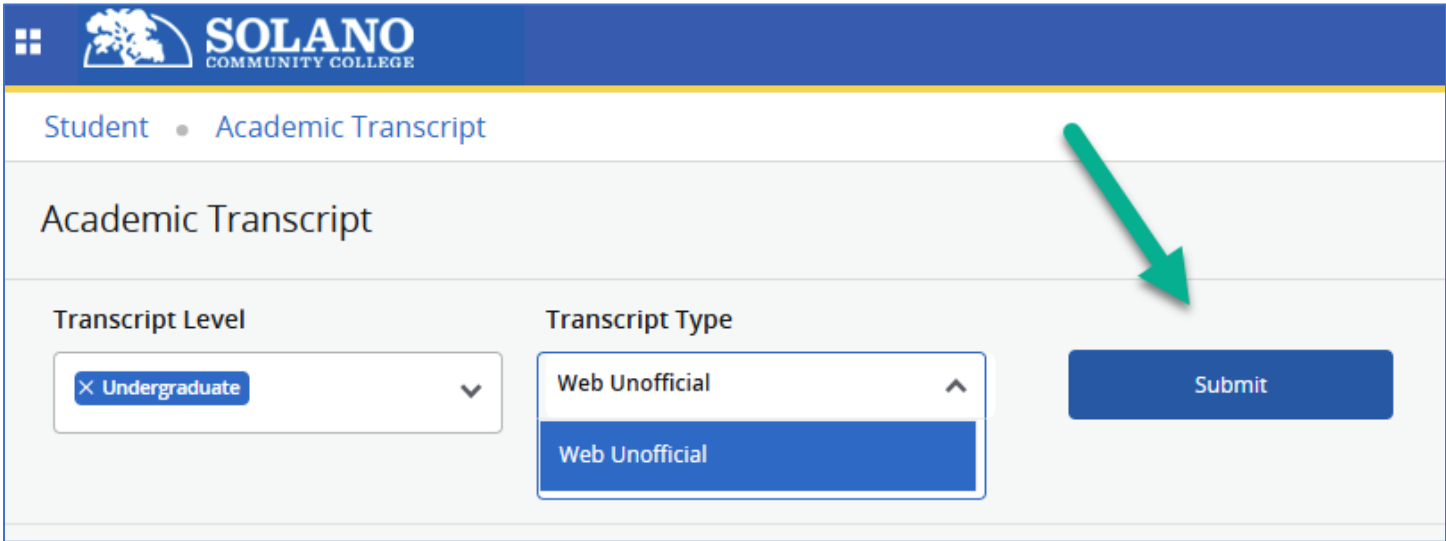 SOLANO
COMMUNITY COLLEGE
Student • Academic Transcript
Academic Transcript
Transcript Level
Transcript Type
× Undergraduate
Web Unofficial
Submit
Web Unofficial